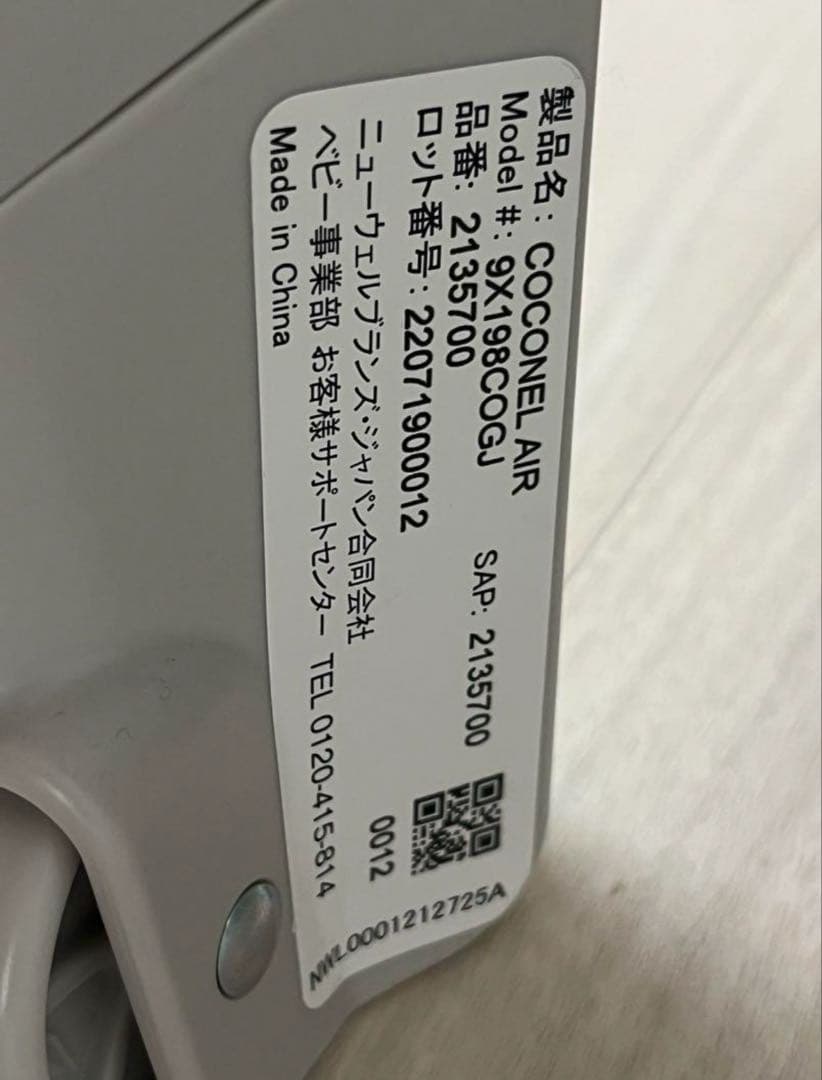 製品名: COCONEL AIR
Model #: 9X198COGJ
品番: 2135700 SAP: 2135700
ロット番号: 22071900012
ニューウェルブランズ・ジャパン合同会社 0012
ベビー事業部 お客様サポートセンター TEL 0120-415-814
Made in China
NWL0001212725A